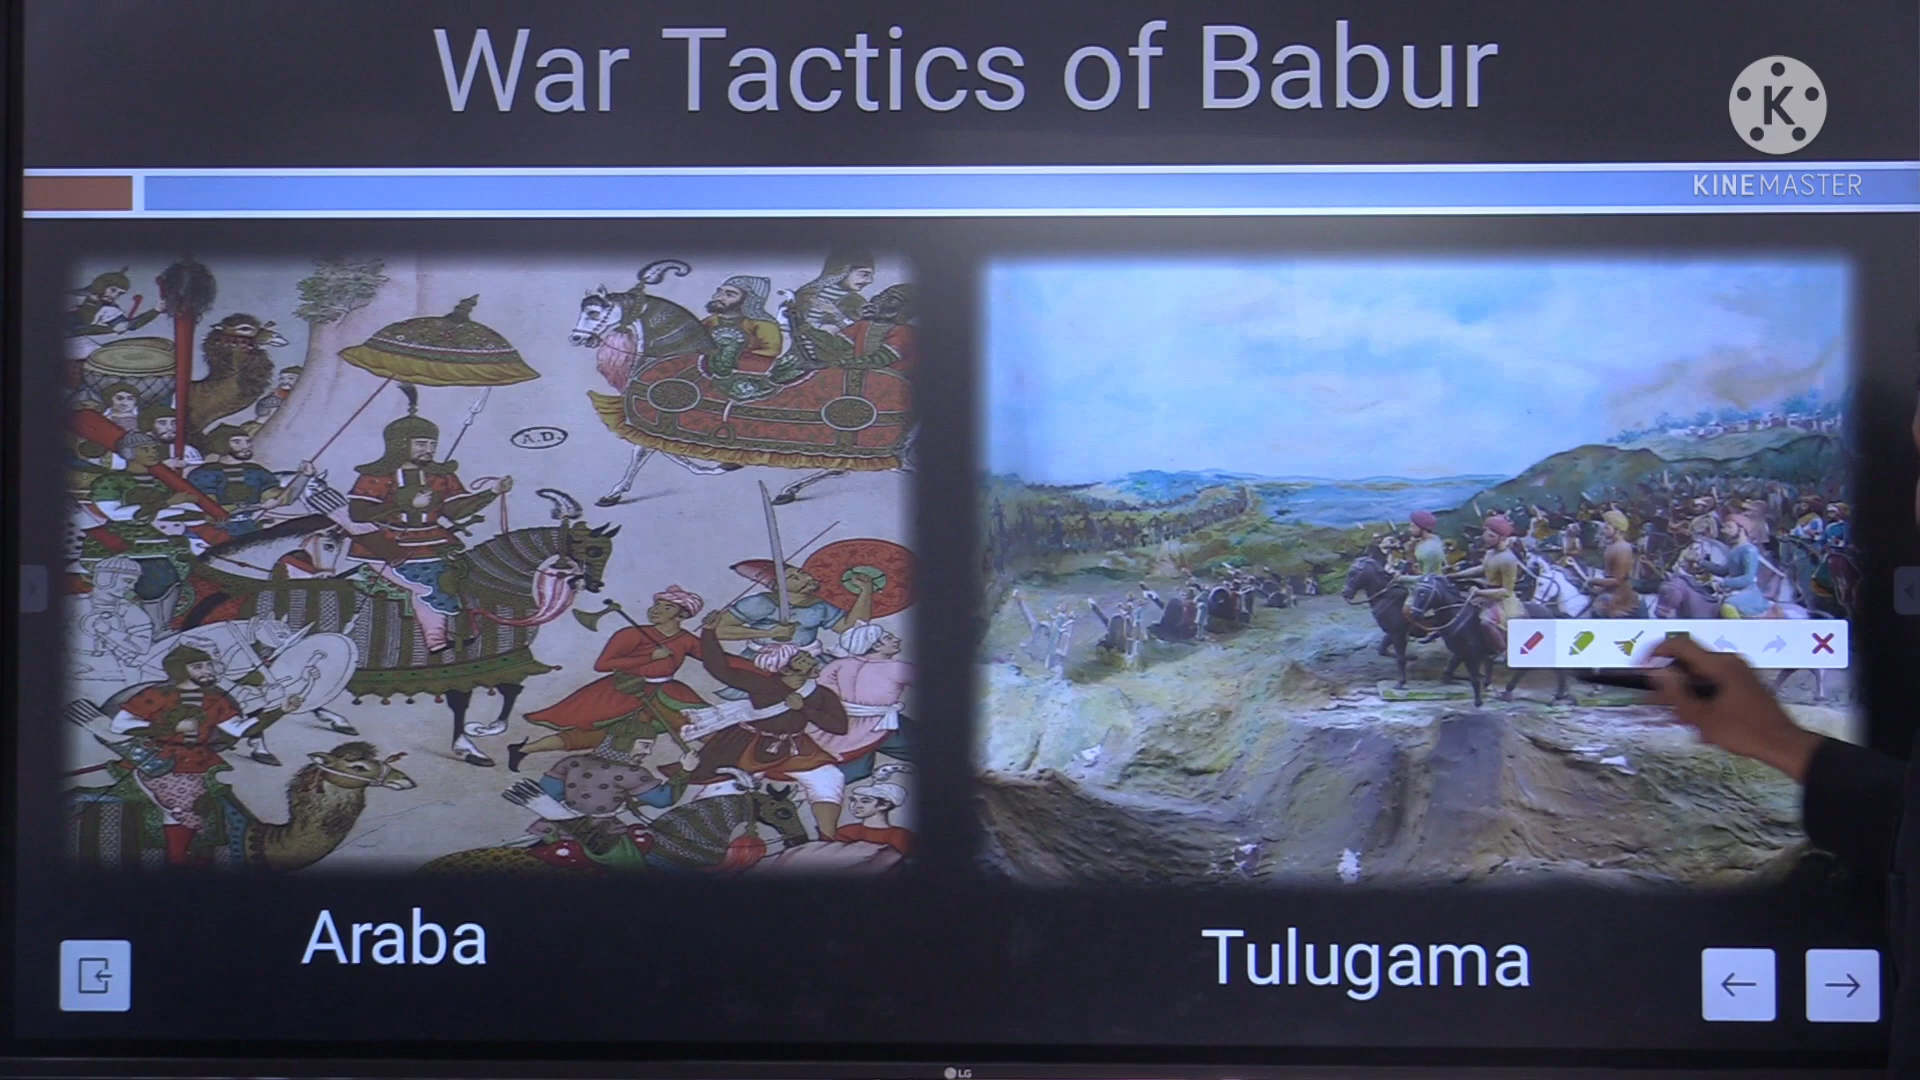 War Tactics of Babur
K
KINEMASTER
A.D.
Araba
Tulugama
LG